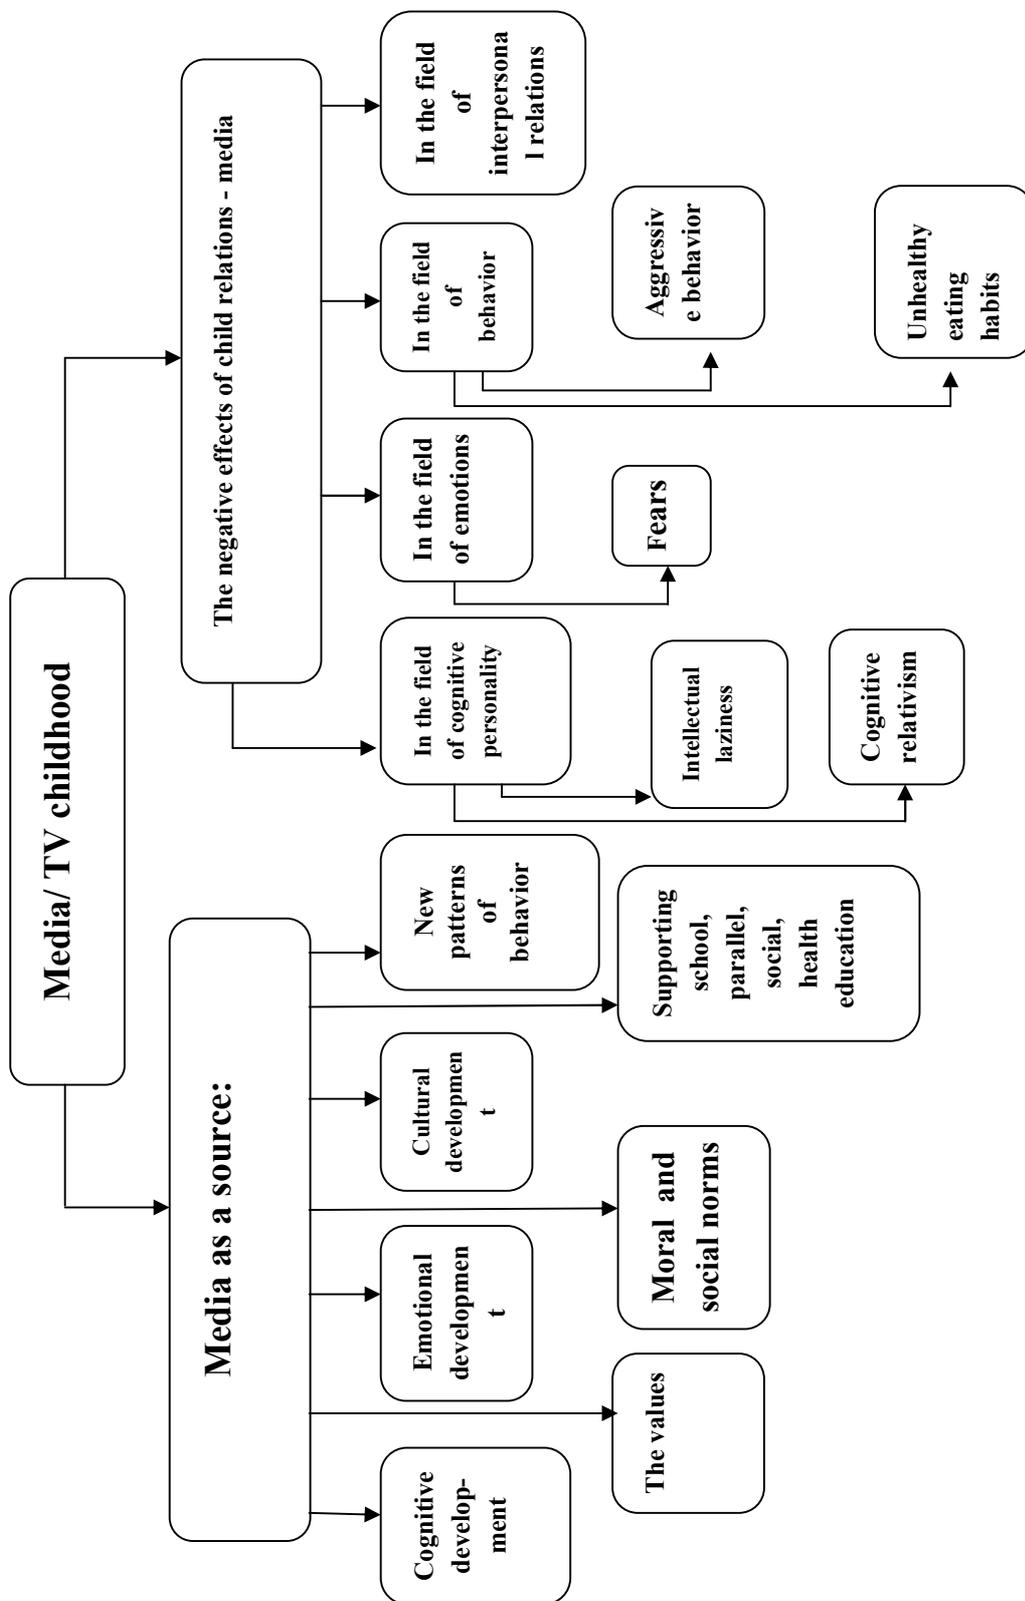 Media/ TV childhood
Media as a source:
The negative effects of child relations - media
Cognitive
develop-
ment
Emotional
developmen
t
Cultural
developmen
t
New
patterns
of
behavior
In the field
of cognitive
personality
In the field
of emotions
In the field
of
behavior
In the field
of
interpersona
l relations
The values
Moral and
social norms
Supporting
school,
parallel,
social,
health
education
Intellectual
laziness
Fears
Aggressiv
e behavior
Cognitive
relativism
Unhealthy
eating
habits